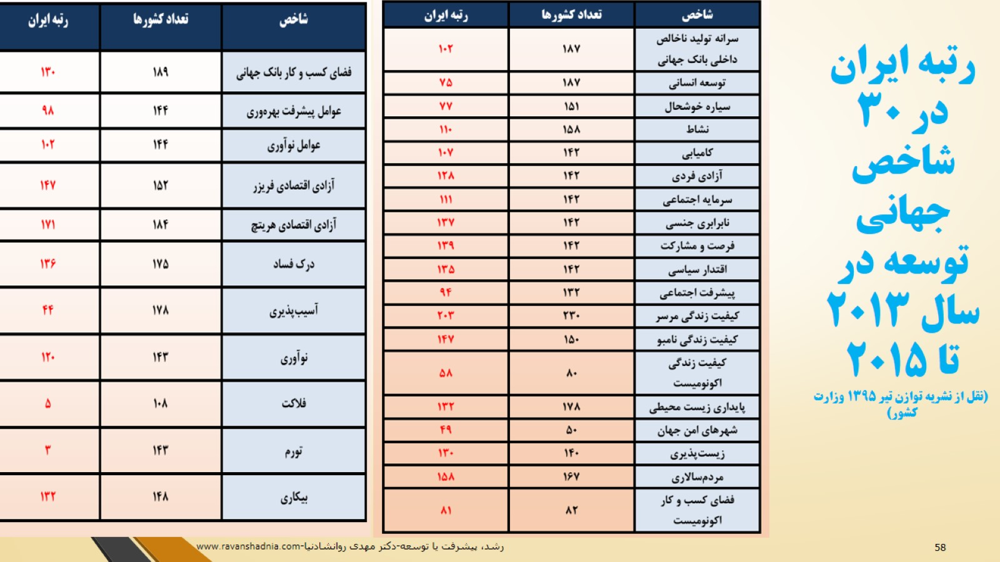 رتبه ایران
در ۳۰
شاخص
جهانی
توسعه در
سال ۲۰۱۳
تا ۲۰۱۵
(نقل از نشریه توازن تیر ۱۳۹۵ وزارت
کشور)
شاخص تعداد کشورها رتبه ایران
سرانه تولید ناخالص
داخلی بانک جهانی ۱۸۷ ۱۰۲
توسعه انسانی ۱۸۷ ۷۵
سیاره خوشحال ۱۵۱ ۷۷
نشاط ۱۵۸ ۱۱۰
کامیابی ۱۴۲ ۱۰۷
آزادی فردی ۱۴۲ ۱۲۸
سرمایه اجتماعی ۱۴۲ ۱۱۱
نابرابری جنسی ۱۴۲ ۱۳۷
فرصت و مشارکت ۱۴۲ ۱۳۹
اقتدار سیاسی ۱۴۲ ۱۳۵
پیشرفت اجتماعی ۱۳۲ ۹۴
کیفیت زندگی مرسر ۲۳۰ ۲۰۳
کیفیت زندگی نامبو ۱۵۰ ۱۴۷
کیفیت زندگی
اکونومیست ۸۰ ۵۸
پایداری زیست محیطی ۱۷۸ ۱۳۲
شهرهای امن جهان ۵۰ ۴۹
زیست‌پذیری ۱۴۰ ۱۳۰
مردم‌سالاری ۱۶۷ ۱۵۸
فضای کسب و کار
اکونومیست ۸۲ ۸۱
شاخص تعداد کشورها رتبه ایران
فضای کسب و کار بانک جهانی ۱۸۹ ۱۳۰
عوامل پیشرفت بهره‌وری ۱۴۴ ۹۸
عوامل نوآوری ۱۴۴ ۱۰۲
آزادی اقتصادی فریزر ۱۵۲ ۱۴۷
آزادی اقتصادی هریتچ ۱۸۴ ۱۷۱
درک فساد ۱۷۵ ۱۳۶
آسیب‌پذیری ۱۷۸ ۴۴
نوآوری ۱۴۳ ۱۲۰
فلاکت ۱۰۸ ۵
تورم ۱۴۳ ۳
بیکاری ۱۴۸ ۱۳۲
رشد، پیشرفت یا توسعه-دکتر مهدی روانشادنیا-www.ravanshadnia.com
58